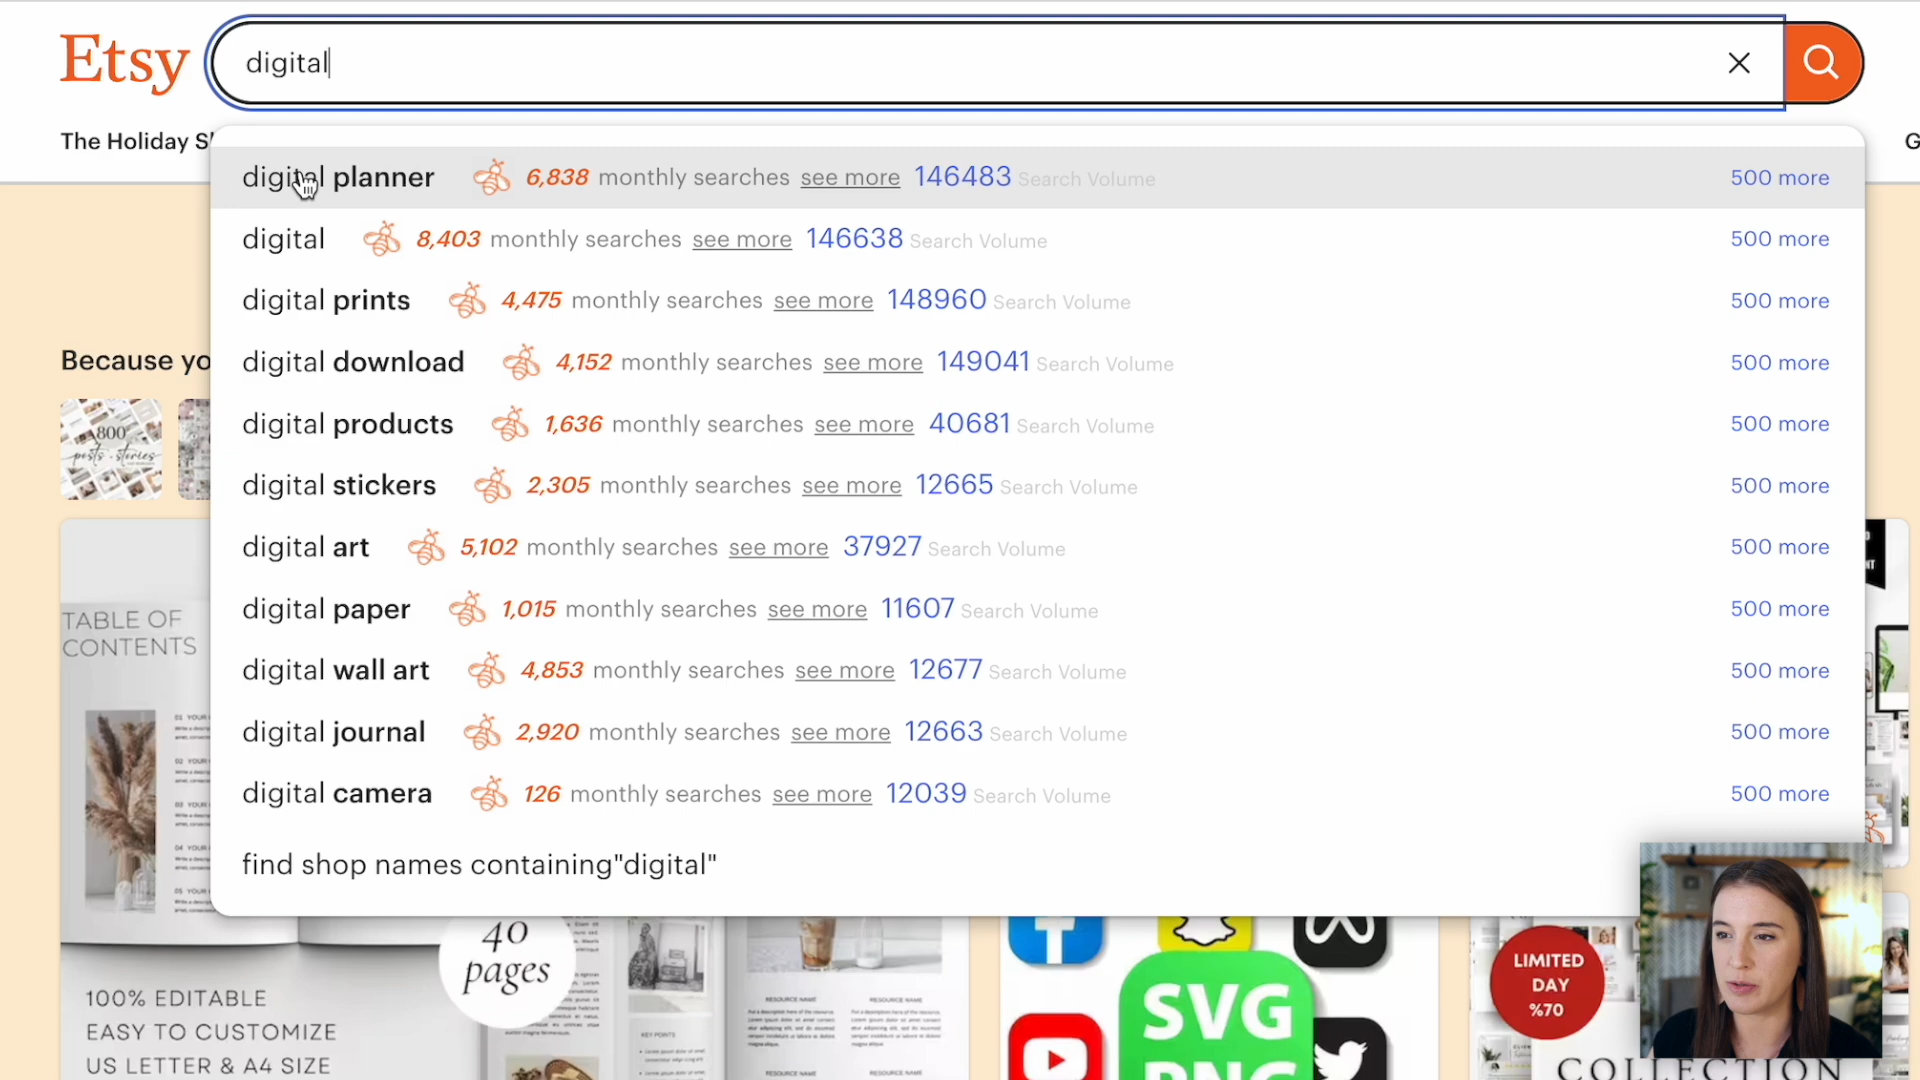 Etsy
digital
The Holiday S
G
digital planner 6,838 monthly searches see more 146483 Search Volume 500 more
digital 8,403 monthly searches see more 146638 Search Volume 500 more
digital prints 4,475 monthly searches see more 148960 Search Volume 500 more
digital download 4,152 monthly searches see more 149041 Search Volume 500 more
digital products 1,636 monthly searches see more 40681 Search Volume 500 more
digital stickers 2,305 monthly searches see more 12665 Search Volume 500 more
digital art 5,102 monthly searches see more 37927 Search Volume 500 more
digital paper 1,015 monthly searches see more 11607 Search Volume 500 more
digital wall art 4,853 monthly searches see more 12677 Search Volume 500 more
digital journal 2,920 monthly searches see more 12663 Search Volume 500 more
digital camera 126 monthly searches see more 12039 Search Volume 500 more
find shop names containing"digital"
Because yo
800
posts + stories
TABLE OF
CONTENTS
100% EDITABLE
EASY TO CUSTOMIZE
US LETTER & A4 SIZE
40
pages
RESOURCE NAME RESOURCE NAME
KEY POINTS
SVG
PNG
LIMITED
DAY
%70
COLLECTION